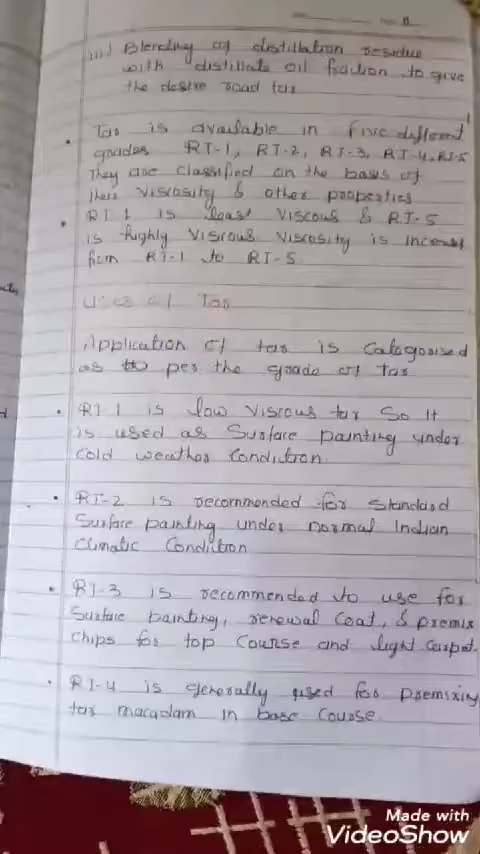 iii) Blending of distillation residue
with distillate oil fraction to give
the desire road tar
Tar is available in Five different
grades RT-1, RT-2, RT-3, RT-4, RT-5
They are classified on the basis of
their viscosity & other properties
RT-1 is least viscous & RT-5
is highly viscous viscosity is increas
from RT-1 to RT-5
Uses of Tar
Application of tar is Categorised
as per the grade of tar
RT-1 is low viscous tar So it
is used as Surface painting under
Cold weather Condition
RT-2 is recommended for Standard
Surface painting under normal Indian
Climatic Condition
RT-3 is recommended to use for
Surface painting, renewal Coat, & premix
Chips for top Course and light Carpet.
RT-4 is generally used for premixing
tar macadam in base Course
Made with
VideoShow